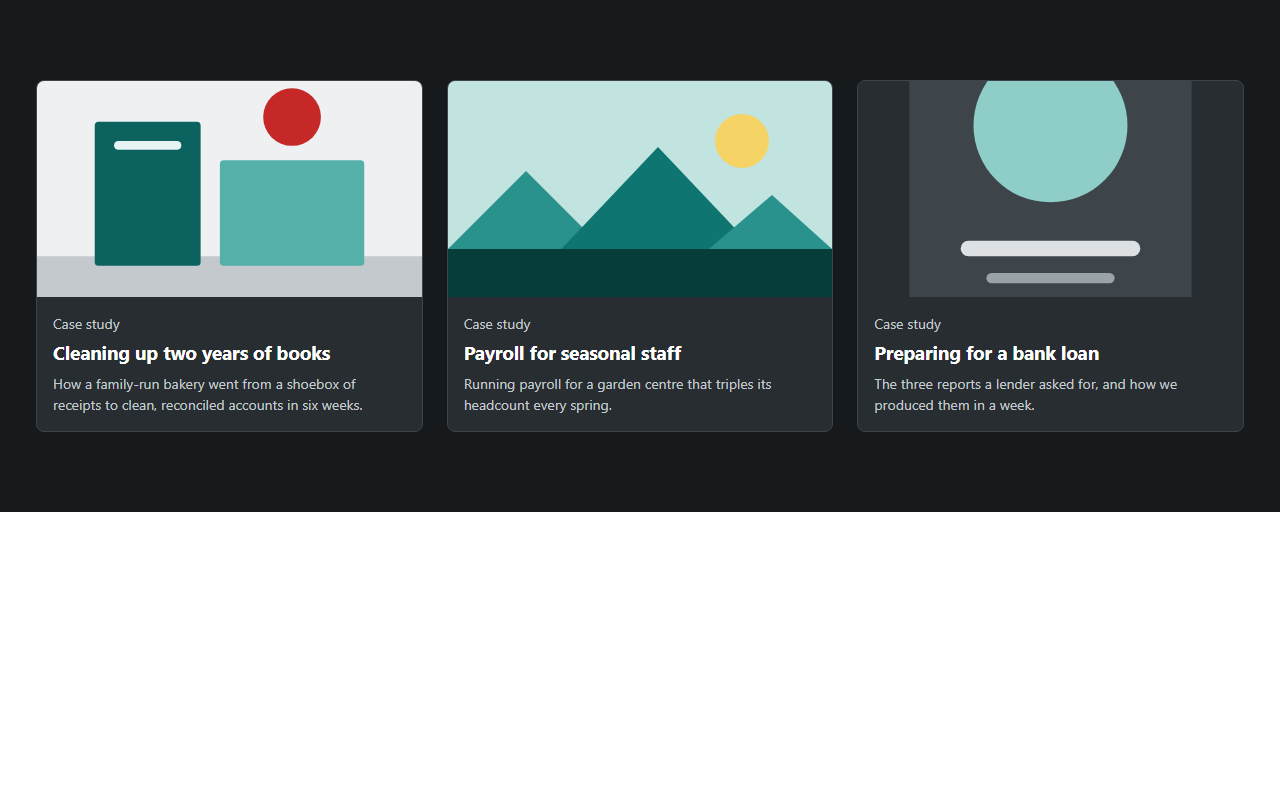 Case study
Cleaning up two years of books
How a family-run bakery went from a shoebox of
receipts to clean, reconciled accounts in six weeks.
Case study
Payroll for seasonal staff
Running payroll for a garden centre that triples its
headcount every spring.
Case study
Preparing for a bank loan
The three reports a lender asked for, and how we
produced them in a week.